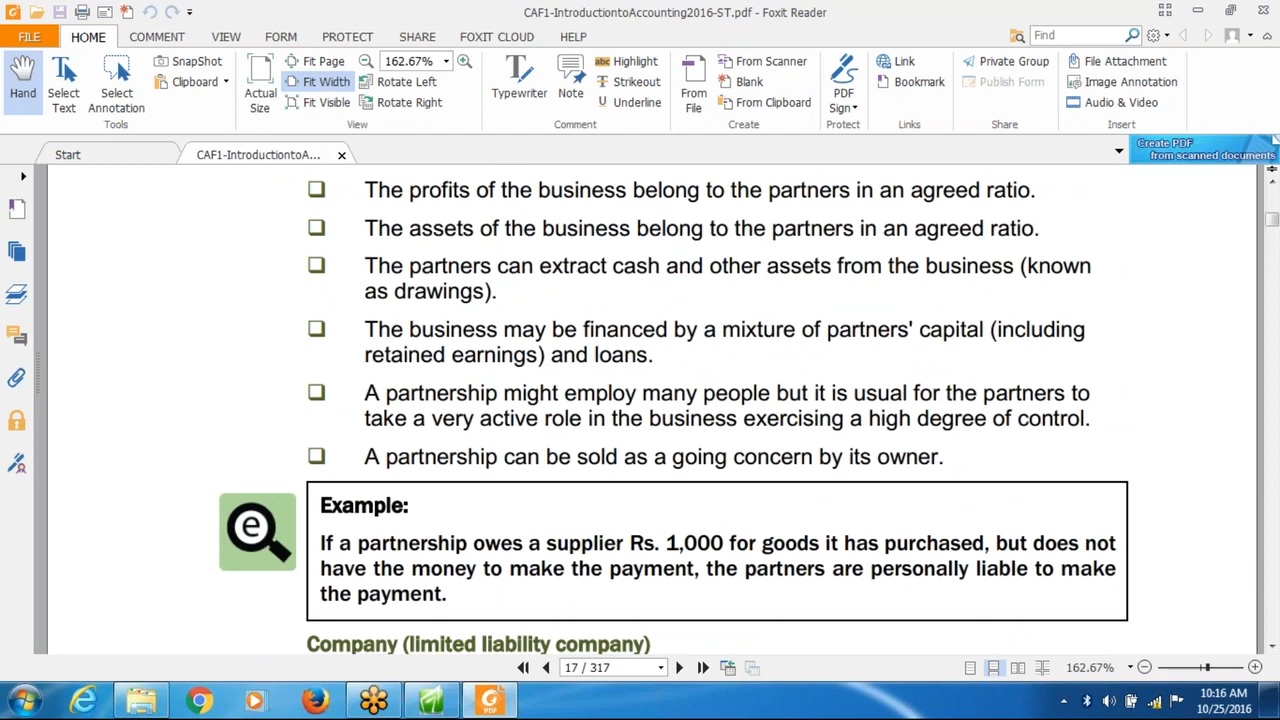 CAF1-IntroductiontoAccounting2016-ST.pdf - Foxit Reader
FILE HOME COMMENT VIEW FORM PROTECT SHARE FOXIT CLOUD HELP Find
Hand
Select Text
Select Annotation
SnapShot
Clipboard
Tools
Actual Size
Fit Page
Fit Width
Fit Visible
162.67%
Rotate Left
Rotate Right
View
Typewriter
Note
Highlight
Strikeout
Underline
Comment
From File
From Scanner
Blank
From Clipboard
Create
PDF Sign
Protect
Link
Bookmark
Links
Private Group
Publish Form
Share
File Attachment
Image Annotation
Audio & Video
Insert
Start
CAF1-IntroductiontoA...
Create PDF
from scanned documents
The profits of the business belong to the partners in an agreed ratio.
The assets of the business belong to the partners in an agreed ratio.
The partners can extract cash and other assets from the business (known
as drawings).
The business may be financed by a mixture of partners' capital (including
retained earnings) and loans.
A partnership might employ many people but it is usual for the partners to
take a very active role in the business exercising a high degree of control.
A partnership can be sold as a going concern by its owner.
e
Example:
If a partnership owes a supplier Rs. 1,000 for goods it has purchased, but does not
have the money to make the payment, the partners are personally liable to make
the payment.
Company (limited liability company)
17 / 317
162.67%
PDF
10:16 AM
10/25/2016